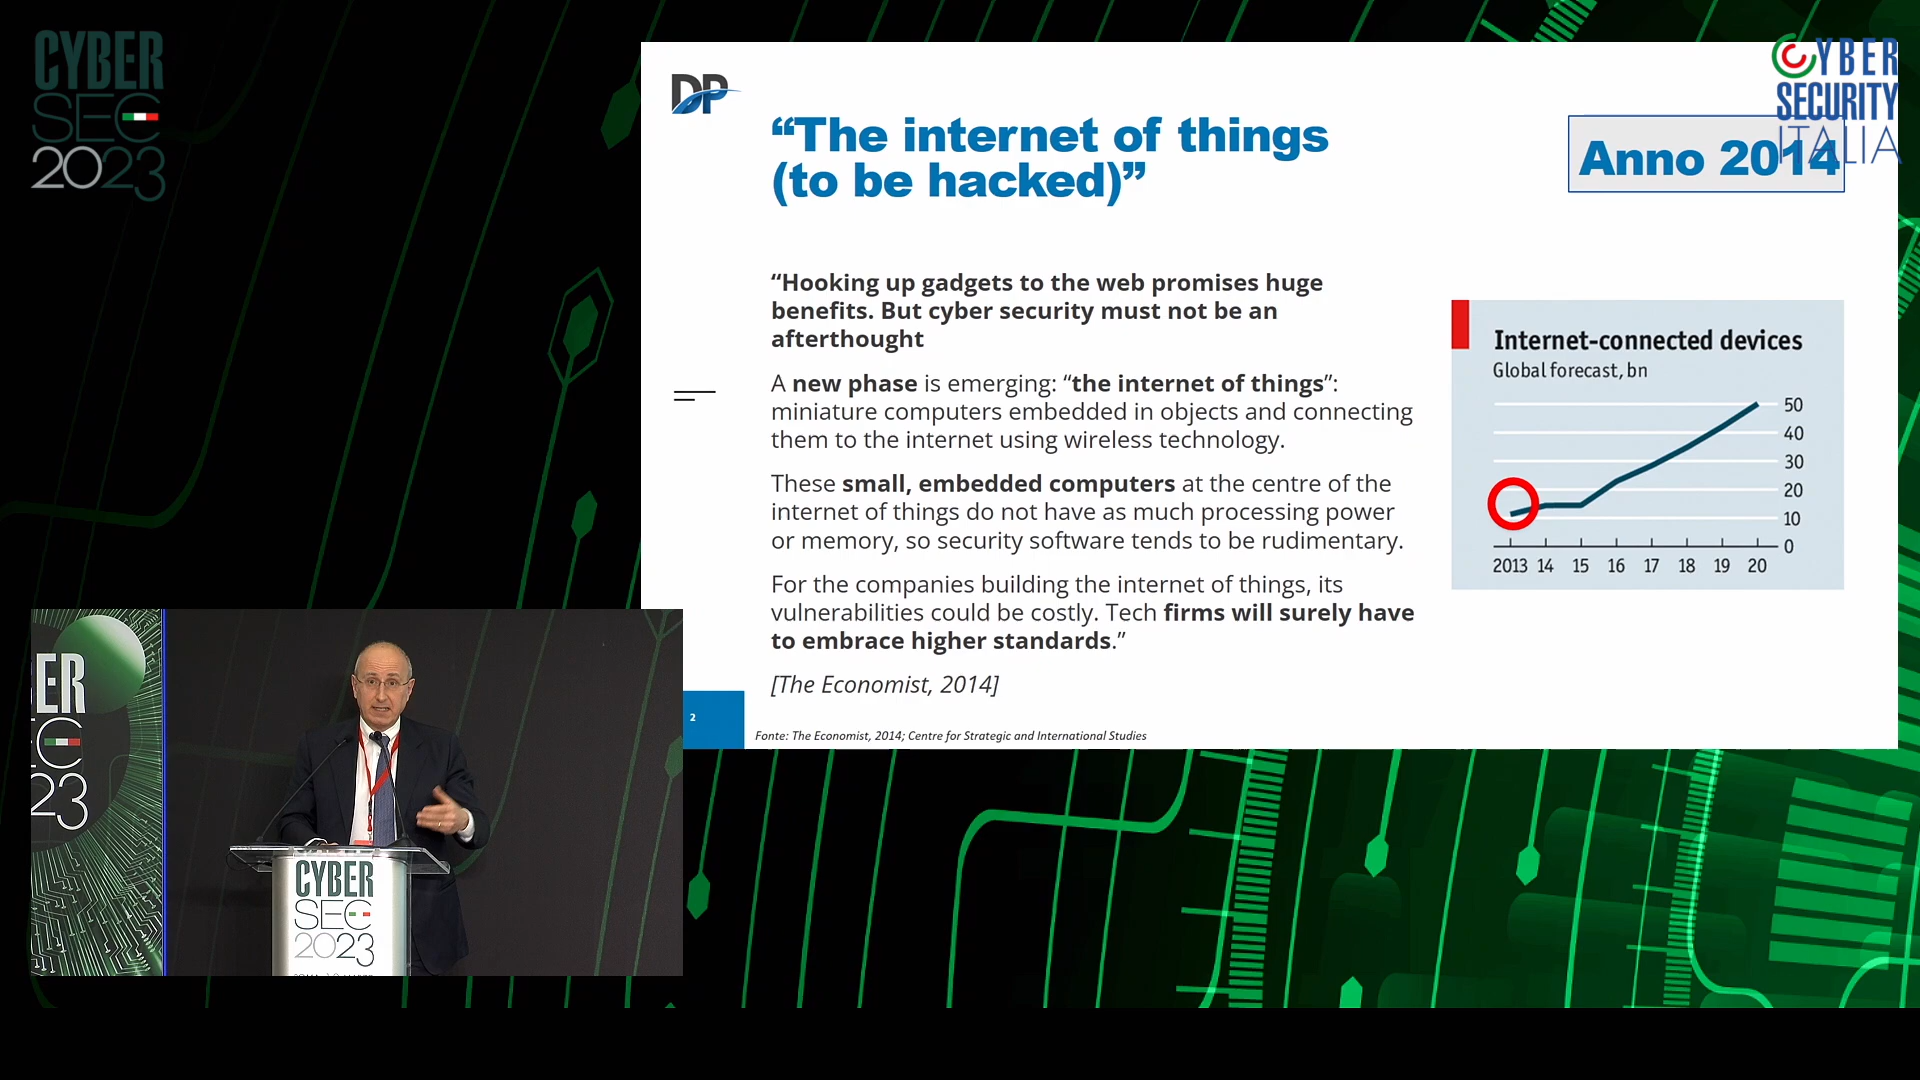 CYBER
SEC
2023
DP
CYBER
SECURITY
ITALIA
“The internet of things
(to be hacked)”
Anno 2014
“Hooking up gadgets to the web promises huge
benefits. But cyber security must not be an
afterthought
A new phase is emerging: “the internet of things”:
miniature computers embedded in objects and connecting
them to the internet using wireless technology.
These small, embedded computers at the centre of the
internet of things do not have as much processing power
or memory, so security software tends to be rudimentary.
For the companies building the internet of things, its
vulnerabilities could be costly. Tech firms will surely have
to embrace higher standards.”
[The Economist, 2014]
2
Fonte: The Economist, 2014; Centre for Strategic and International Studies
Internet-connected devices
Global forecast, bn
50
40
30
20
10
0
2013 14 15 16 17 18 19 20
ER
23
CYBER
SEC
2023